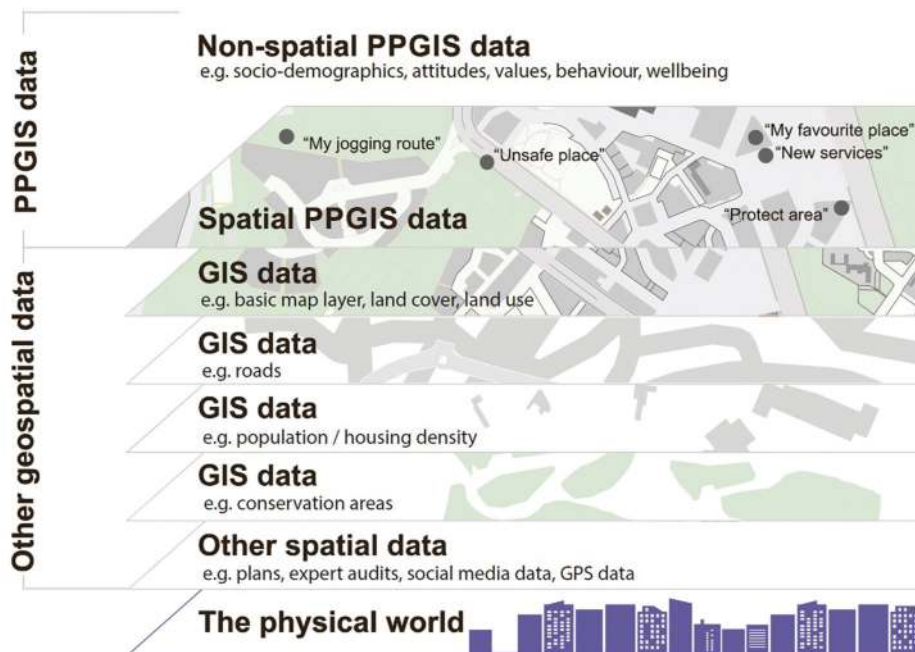 PPGIS data
Non-spatial PPGIS data
e.g. socio-demographics, attitudes, values, behaviour, wellbeing
“My jogging route”
“Unsafe place”
“My favourite place”
“New services”
“Protect area”
Spatial PPGIS data
Other geospatial data
GIS data
e.g. basic map layer, land cover, land use
GIS data
e.g. roads
GIS data
e.g. population / housing density
GIS data
e.g. conservation areas
Other spatial data
e.g. plans, expert audits, social media data, GPS data
The physical world